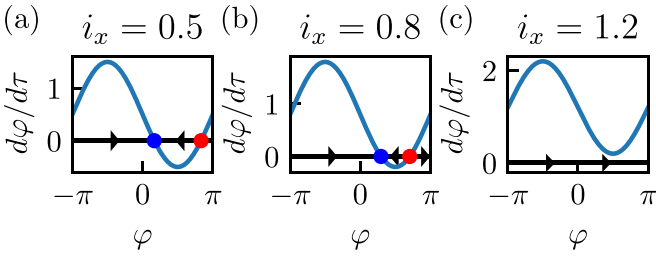 (a) i_x = 0.5
dφ/dτ
1
0
−π 0 π
φ
(b) i_x = 0.8
dφ/dτ
1
0
−π 0 π
φ
(c) i_x = 1.2
dφ/dτ
2
0
−π 0 π
φ